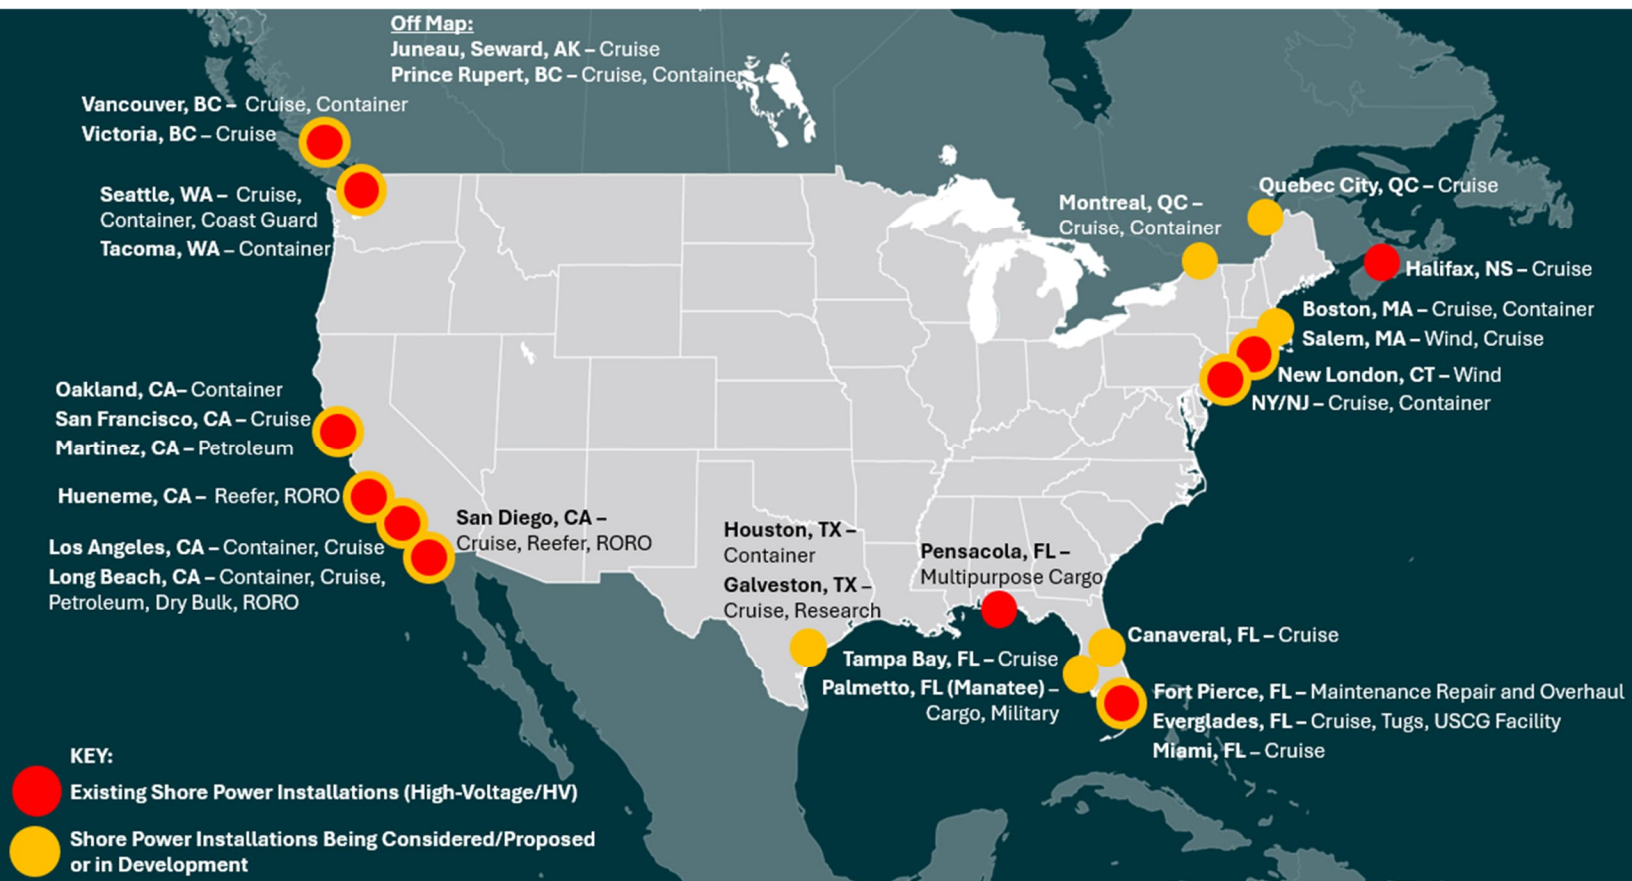 Off Map:
Juneau, Seward, AK – Cruise
Prince Rupert, BC – Cruise, Container
Vancouver, BC – Cruise, Container
Victoria, BC – Cruise
Seattle, WA – Cruise,
Container, Coast Guard
Tacoma, WA – Container
Montreal, QC –
Cruise, Container
Quebec City, QC – Cruise
Halifax, NS – Cruise
Boston, MA – Cruise, Container
Salem, MA – Wind, Cruise
New London, CT – Wind
NY/NJ – Cruise, Container
Oakland, CA– Container
San Francisco, CA – Cruise
Martinez, CA – Petroleum
Hueneme, CA – Reefer, RORO
Los Angeles, CA – Container, Cruise
Long Beach, CA – Container, Cruise,
Petroleum, Dry Bulk, RORO
San Diego, CA –
Cruise, Reefer, RORO
Houston, TX –
Container
Galveston, TX –
Cruise, Research
Pensacola, FL –
Multipurpose Cargo
Tampa Bay, FL – Cruise
Palmetto, FL (Manatee) –
Cargo, Military
Canaveral, FL – Cruise
Fort Pierce, FL – Maintenance Repair and Overhaul
Everglades, FL – Cruise, Tugs, USCG Facility
Miami, FL – Cruise
KEY:
Existing Shore Power Installations (High-Voltage/HV)
Shore Power Installations Being Considered/Proposed
or in Development